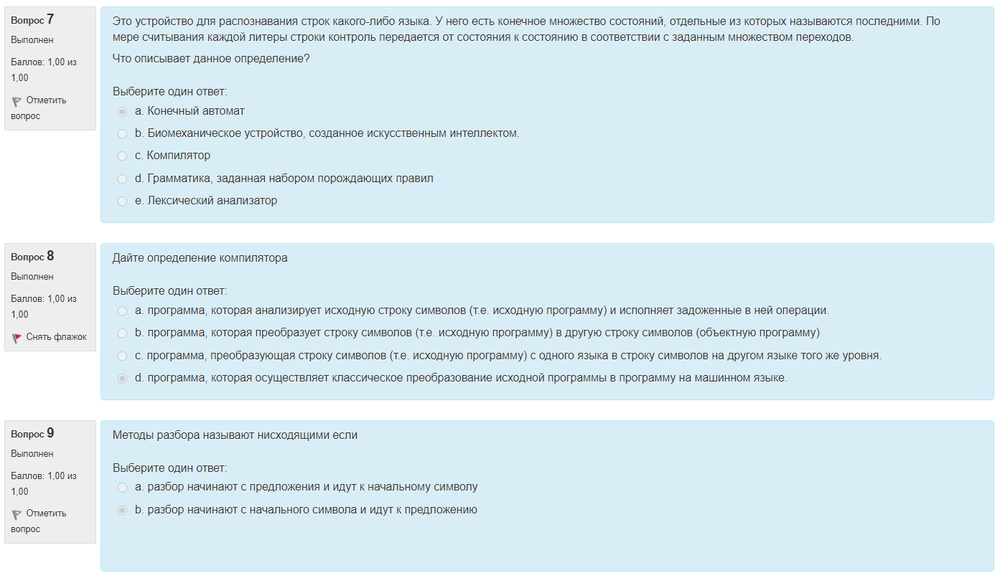 Вопрос 7
Выполнен
Баллов: 1,00 из
1,00
Отметить
вопрос
Это устройство для распознавания строк какого-либо языка. У него есть конечное множество состояний, отдельные из которых называются последними. По
мере считывания каждой литеры строки контроль передается от состояния к состоянию в соответствии с заданным множеством переходов.
Что описывает данное определение?
Выберите один ответ:
a. Конечный автомат
b. Биомеханическое устройство, созданное искусственным интеллектом.
c. Компилятор
d. Грамматика, заданная набором порождающих правил
e. Лексический анализатор
Вопрос 8
Выполнен
Баллов: 1,00 из
1,00
Снять флажок
Дайте определение компилятора
Выберите один ответ:
a. программа, которая анализирует исходную строку символов (т.е. исходную программу) и исполняет задоженные в ней операции.
b. программа, которая преобразует строку символов (т.е. исходную программу) в другую строку символов (объектную программу)
c. программа, преобразующая строку символов (т.е. исходную программу) с одного языка в строку символов на другом языке того же уровня.
d. программа, которая осуществляет классическое преобразование исходной программы в программу на машинном языке.
Вопрос 9
Выполнен
Баллов: 1,00 из
1,00
Отметить
вопрос
Методы разбора называют нисходящими если
Выберите один ответ:
a. разбор начинают с предложения и идут к начальному символу
b. разбор начинают с начального символа и идут к предложению